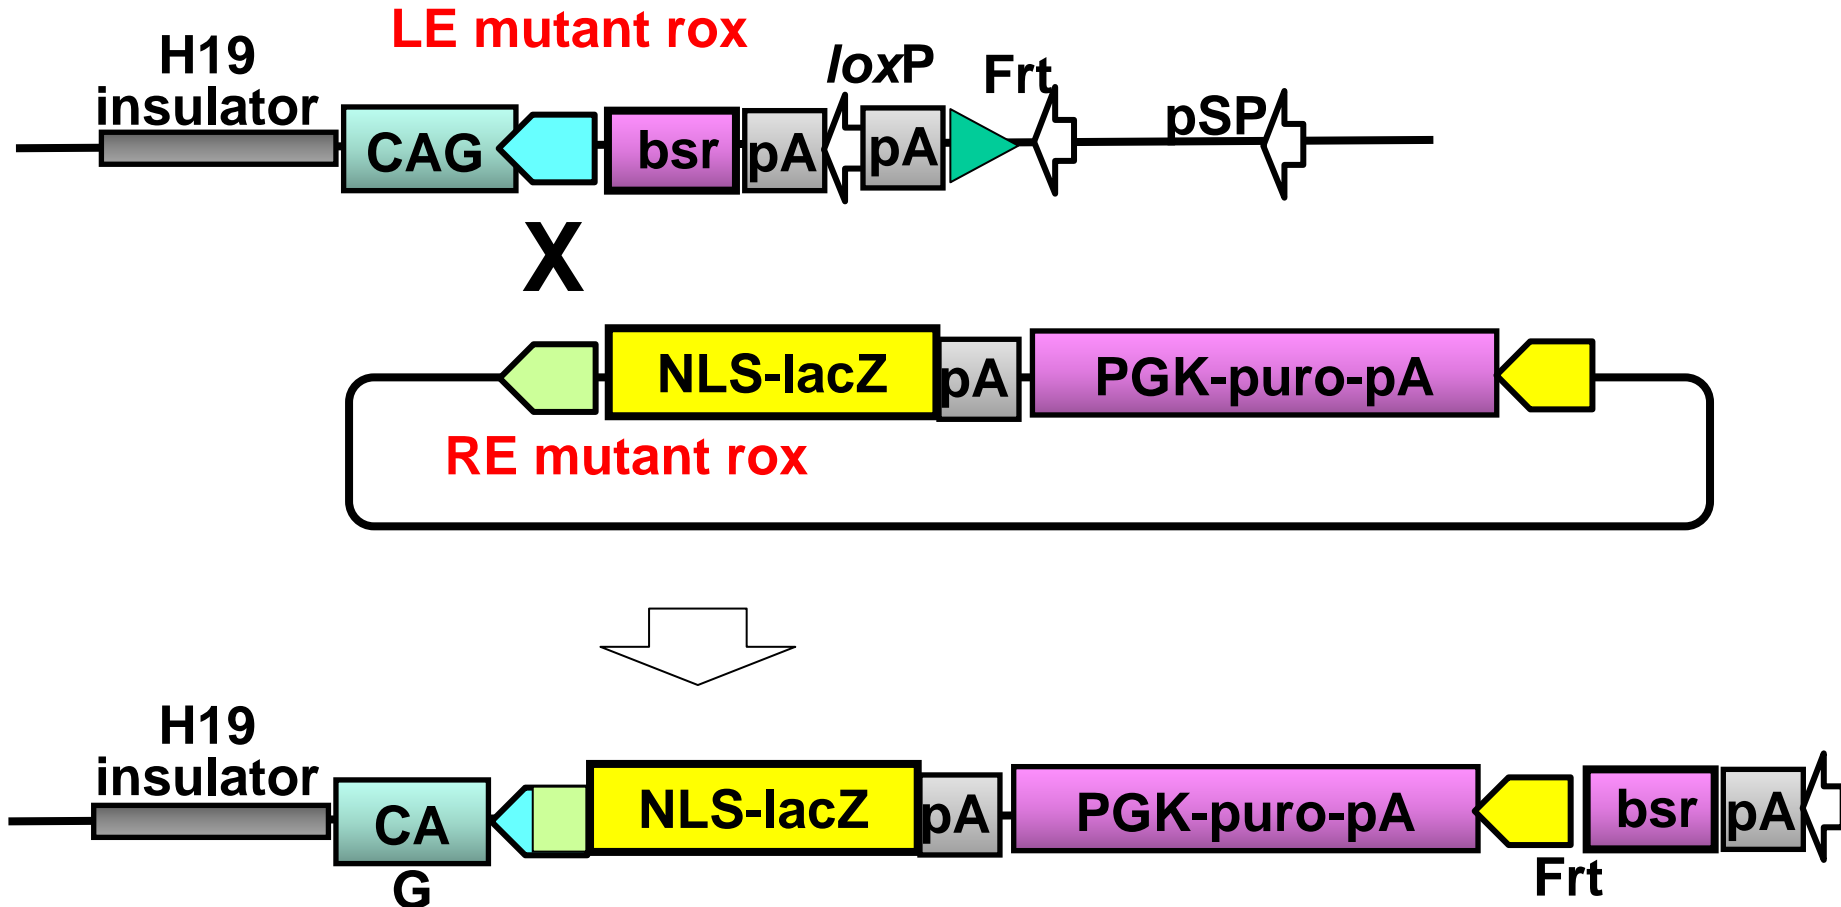 LE mutant rox
H19
insulator
loxP
Frt
pSP
CAG
bsr
pA
pA
X
NLS-lacZ
pA
PGK-puro-pA
RE mutant rox
H19
insulator
CA
G
NLS-lacZ
pA
PGK-puro-pA
bsr
pA
Frt